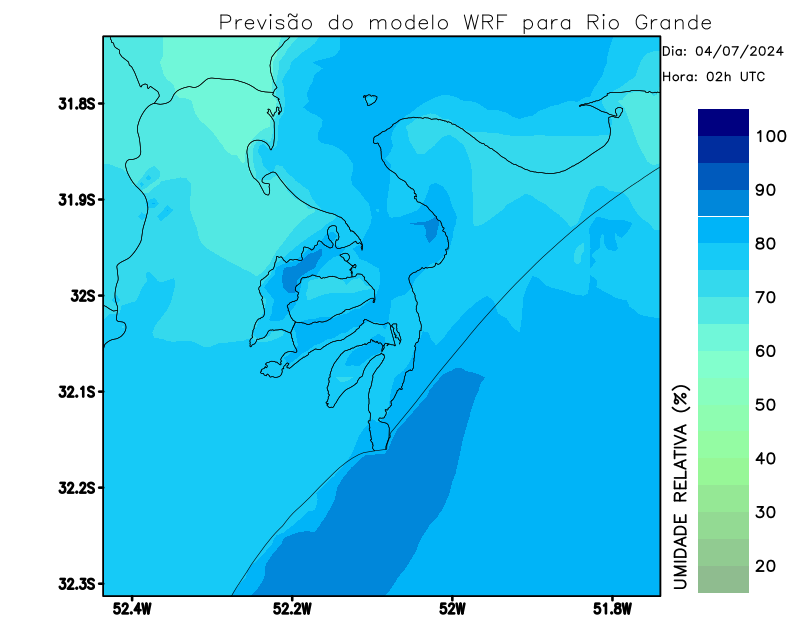 Previsão do modelo WRF para Rio Grande
Dia: 04/07/2024
Hora: 02h UTC
31.8S
31.9S
32S
32.1S
32.2S
32.3S
52.4W
52.2W
52W
51.8W
100
90
80
70
60
50
40
30
20
UMIDADE RELATIVA (%)